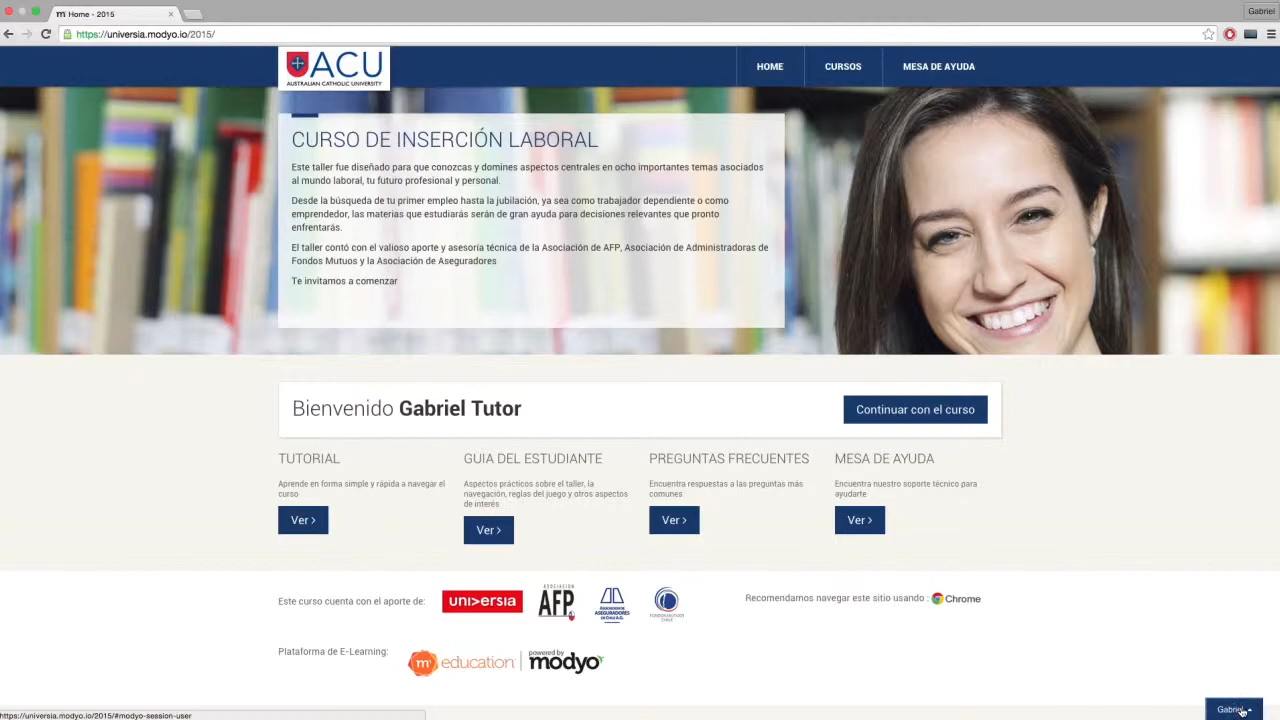 Home - 2015
Gabriel
https://universia.modyo.io/2015/
ACU
AUSTRALIAN CATHOLIC UNIVERSITY
HOME
CURSOS
MESA DE AYUDA
CURSO DE INSERCIÓN LABORAL
Este taller fue diseñado para que conozcas y domines aspectos centrales en ocho importantes temas asociados
al mundo laboral, tu futuro profesional y personal.
Desde la búsqueda de tu primer empleo hasta la jubilación, ya sea como trabajador dependiente o como
emprendedor, las materias que estudiarás serán de gran ayuda para decisiones relevantes que pronto
enfrentarás.
El taller contó con el valioso aporte y asesoría técnica de la Asociación de AFP, Asociación de Administradoras de
Fondos Mutuos y la Asociación de Aseguradores
Te invitamos a comenzar
Bienvenido Gabriel Tutor
Continuar con el curso
TUTORIAL
Aprende en forma simple y rápida a navegar el
curso
Ver >
GUIA DEL ESTUDIANTE
Aspectos prácticos sobre el taller, la
navegación, reglas del juego y otros aspectos
de interés
Ver >
PREGUNTAS FRECUENTES
Encuentra respuestas a las preguntas más
comunes
Ver >
MESA DE AYUDA
Encuentra nuestro soporte técnico para
ayudarte
Ver >
Este curso cuenta con el aporte de:
universia
ASOCIACION
AFP
ASOCIACION DE
ASEGURADORES
DE CHILE A.G.
FONDOS MUTUOS
CHILE
Recomendamos navegar este sitio usando :
Chrome
Plataforma de E-Learning:
m education
powered by
modyo
Gabriel
https://universia.modyo.io/2015/#modyo-session-user